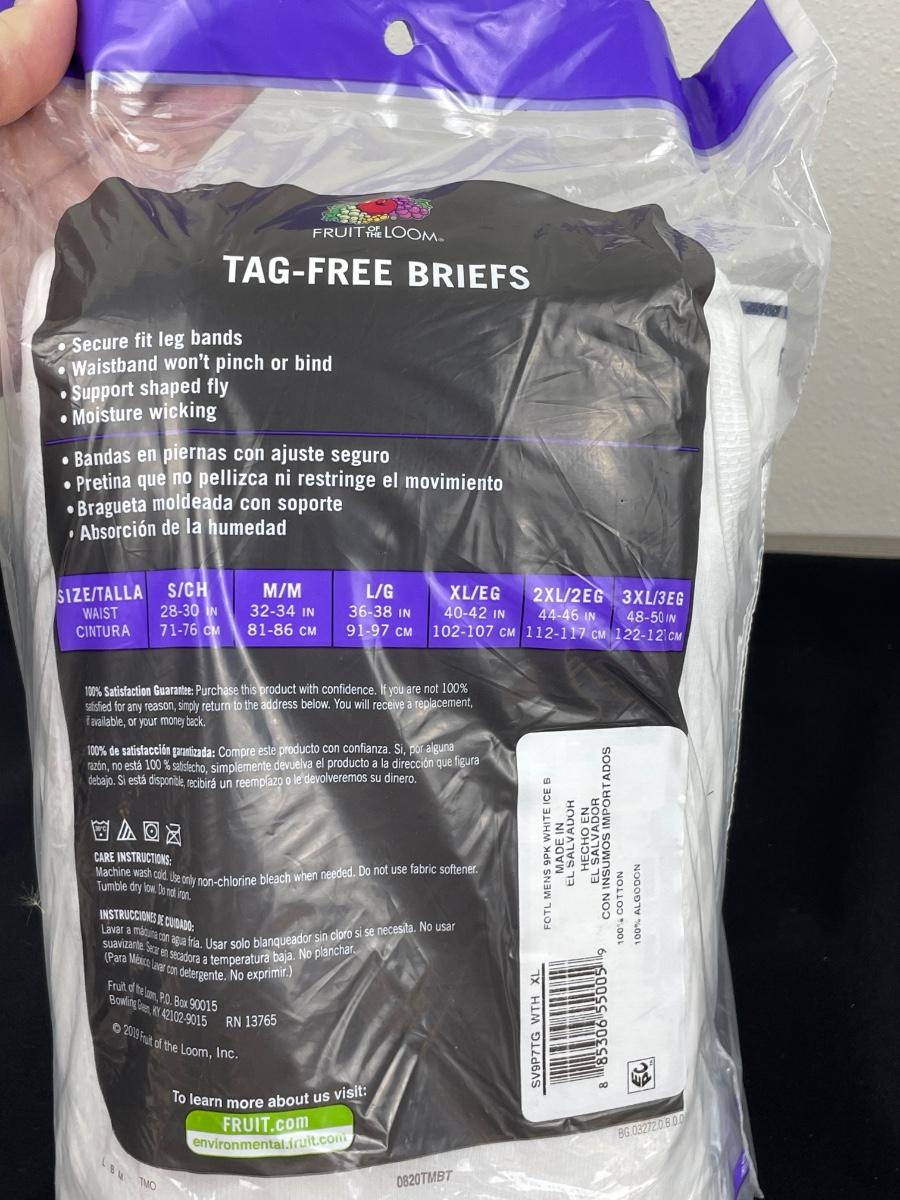 FRUIT OF THE LOOM®
TAG-FREE BRIEFS
• Secure fit leg bands
• Waistband won't pinch or bind
• Support shaped fly
• Moisture wicking
• Bandas en piernas con ajuste seguro
• Pretina que no pellizca ni restringe el movimiento
• Bragueta moldeada con soporte
• Absorción de la humedad
SIZE/TALLA S/CH M/M L/G XL/EG 2XL/2EG 3XL/3EG
WAIST 28-30 IN 32-34 IN 36-38 IN 40-42 IN 44-46 IN 48-50 IN
CINTURA 71-76 CM 81-86 CM 91-97 CM 102-107 CM 112-117 CM CM
100% Satisfaction Guarantee: Purchase this product with confidence. If you are not 100%
satisfied for any reason, simply return to the address below. You will receive a replacement,
if available, or your money back.
100% de satisfacción garantizada: Compre este producto con confianza. Si, por alguna
razón, no está 100 % satisfecho, simplemente devuelva el producto a la dirección que figura
debajo. Si está disponible, recibirá un reemplazo o le devolveremos su dinero.
CARE INSTRUCTIONS:
Machine wash cold. Use only non-chlorine bleach when needed. Do not use fabric softener.
Tumble dry low. Do not iron.
INSTRUCCIONES DE CUIDADO:
Lavar a máquina con agua fría. Usar solo blanqueador sin cloro si se necesita. No usar
suavizante. Secar en secadora a temperatura baja. No planchar.
(Para México Lavar con detergente. No exprimir.)
Fruit of the Loom, P.O. Box 90015
Bowling Green, KY 42102-9015 RN 13765
© 2019 Fruit of the Loom, Inc.
To learn more about us visit:
FRUIT.com
environmental.fruit.com
FOTL MENS 9PK WHITE ICE B
MADE IN
EL SALVADOR
HECHO EN
EL SALVADOR
CON INSUMOS IMPORTADOS
100% COTTON
100% ALGODON
SV9P7TG WTH XL
8 85306 55005 9
EPC
BG.03272.0.B.0.0
L B M TMO
0820TMBT